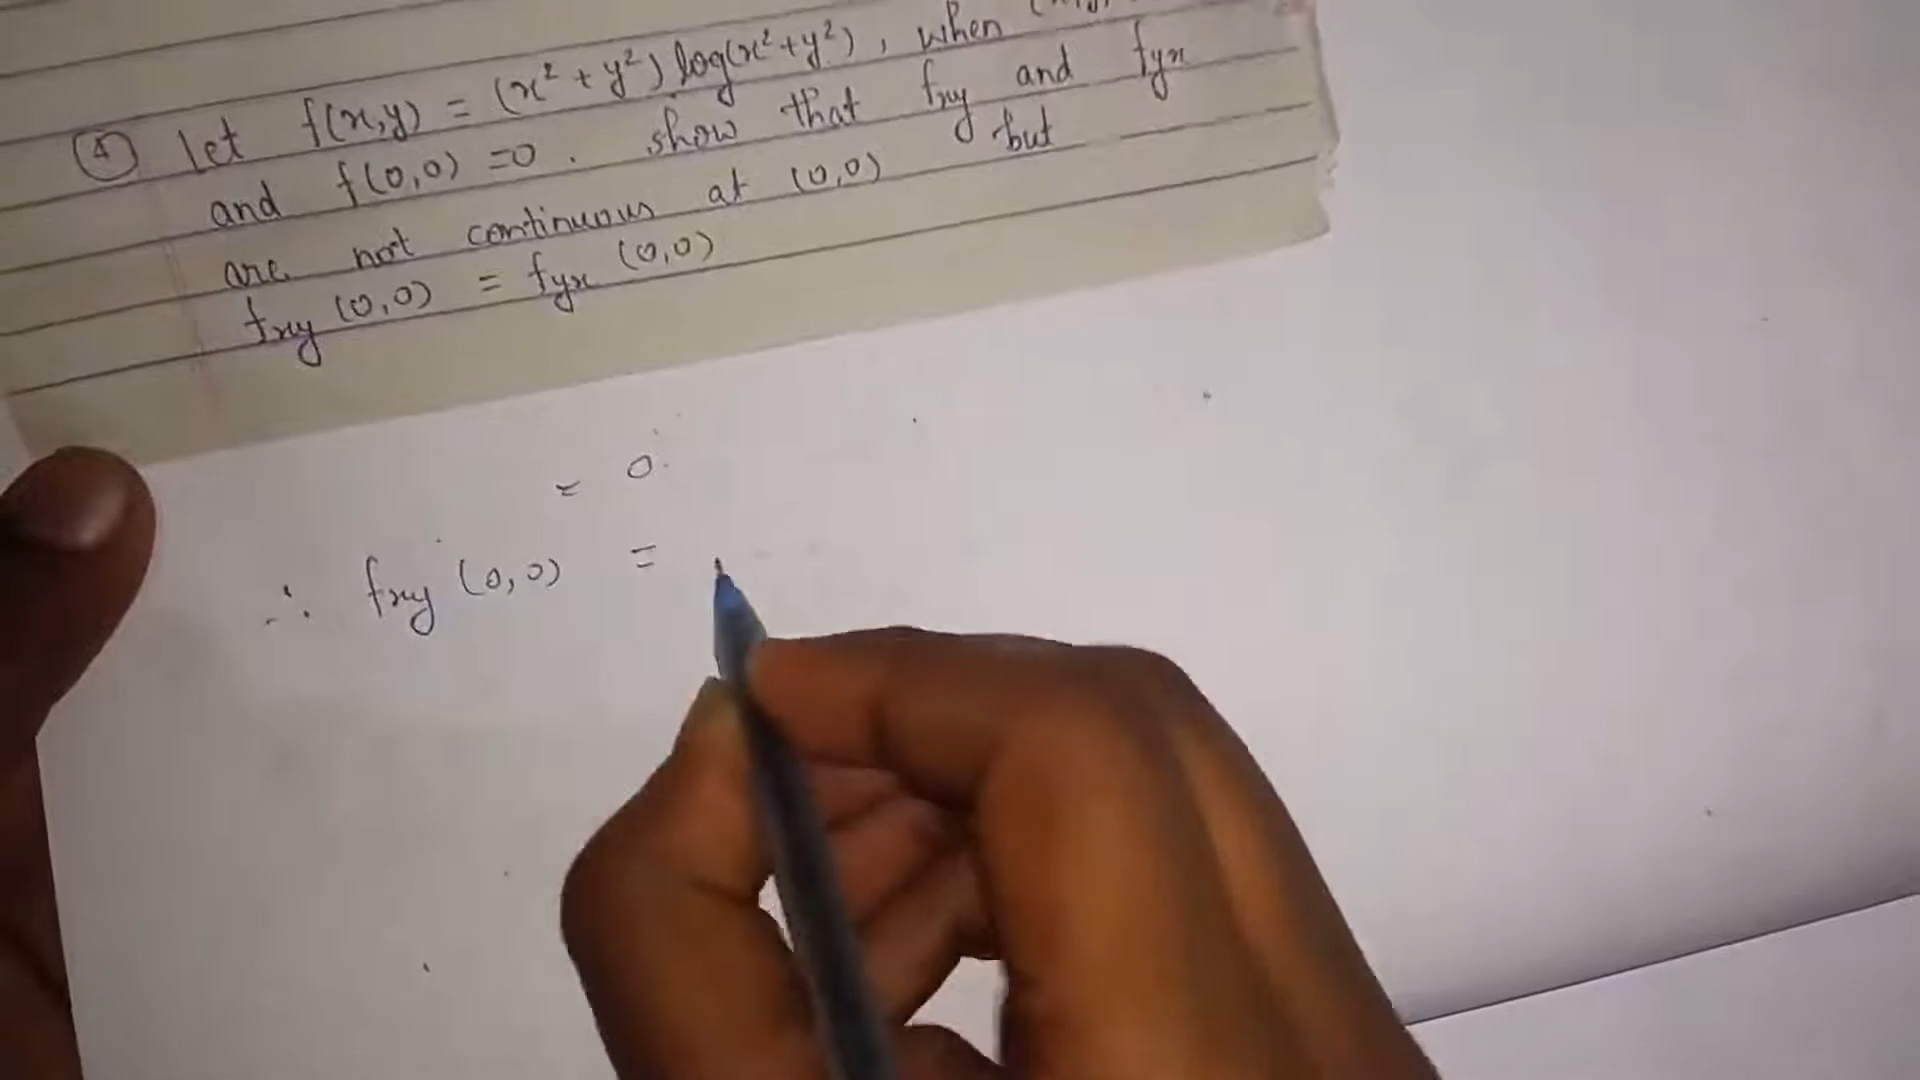 ④ Let f(x,y) = (x² + y²) log(x²+y²), when
and f(0,0) =0. show that fxy and fyx
are not continuous at (0,0) but
fxy (0,0) = fyx (0,0)
= 0.
∴ fxy (0,0) =